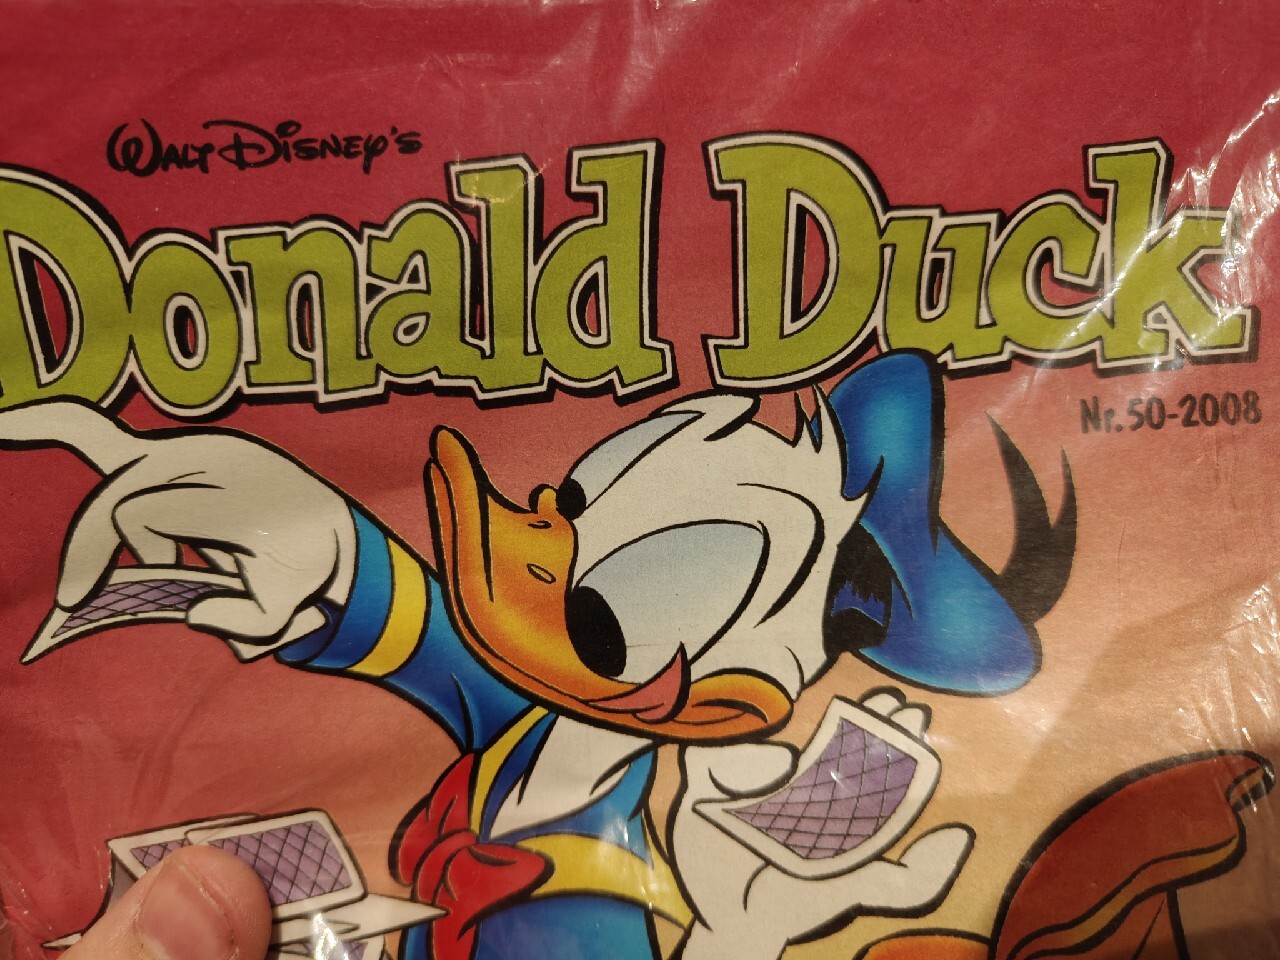 WALT DISNEY'S
Donald Duck
Nr.50-2008